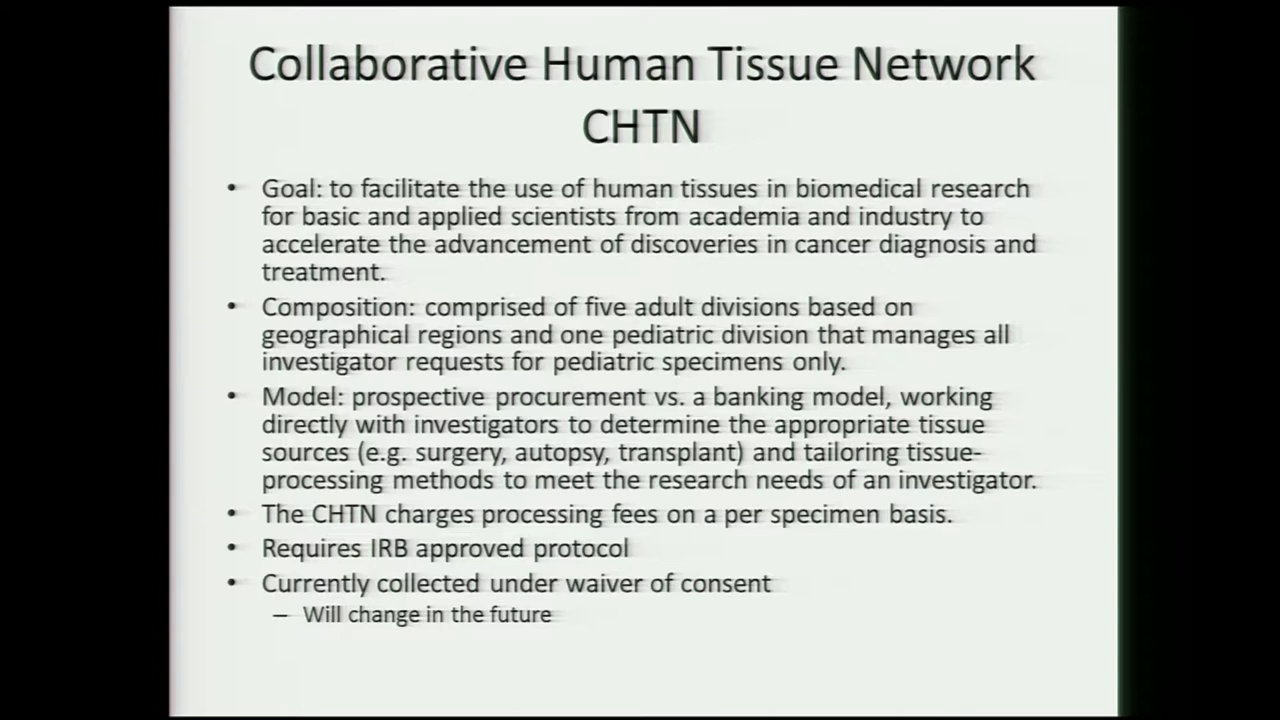 Collaborative Human Tissue Network
CHTN
• Goal: to facilitate the use of human tissues in biomedical research
for basic and applied scientists from academia and industry to
accelerate the advancement of discoveries in cancer diagnosis and
treatment.
• Composition: comprised of five adult divisions based on
geographical regions and one pediatric division that manages all
investigator requests for pediatric specimens only.
• Model: prospective procurement vs. a banking model, working
directly with investigators to determine the appropriate tissue
sources (e.g. surgery, autopsy, transplant) and tailoring tissue-
processing methods to meet the research needs of an investigator.
• The CHTN charges processing fees on a per specimen basis.
• Requires IRB approved protocol
• Currently collected under waiver of consent
– Will change in the future